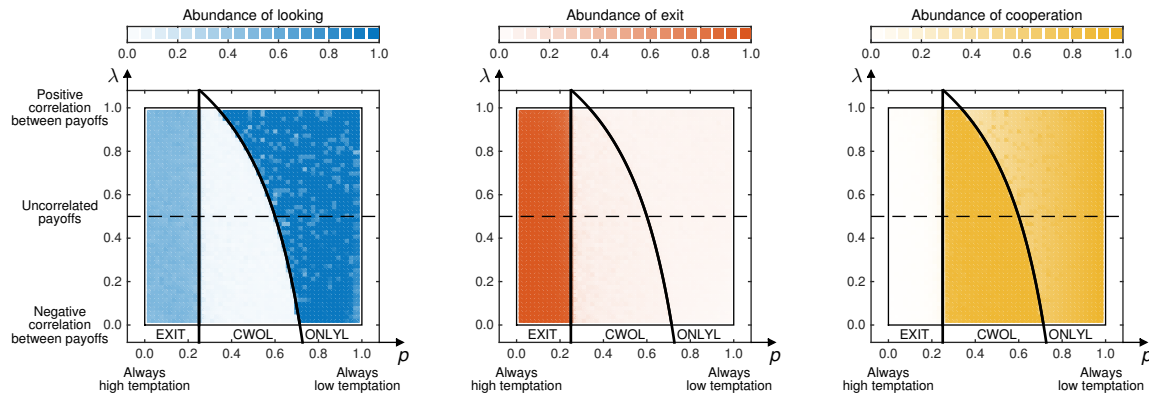 Abundance of looking
0.0 0.2 0.4 0.6 0.8 1.0
λ
Positive
correlation
between payoffs
Uncorrelated
payoffs
Negative
correlation
between payoffs
1.0
0.8
0.6
0.4
0.2
0.0
EXIT CWOL ONLYL
0.0 0.2 0.4 0.6 0.8 1.0
p
Always
high temptation
Always
low temptation
Abundance of exit
0.0 0.2 0.4 0.6 0.8 1.0
λ
1.0
0.8
0.6
0.4
0.2
0.0
EXIT CWOL ONLYL
0.0 0.2 0.4 0.6 0.8 1.0
p
Always
high temptation
Always
low temptation
Abundance of cooperation
0.0 0.2 0.4 0.6 0.8 1.0
λ
1.0
0.8
0.6
0.4
0.2
0.0
EXIT CWOL ONLYL
0.0 0.2 0.4 0.6 0.8 1.0
p
Always
high temptation
Always
low temptation